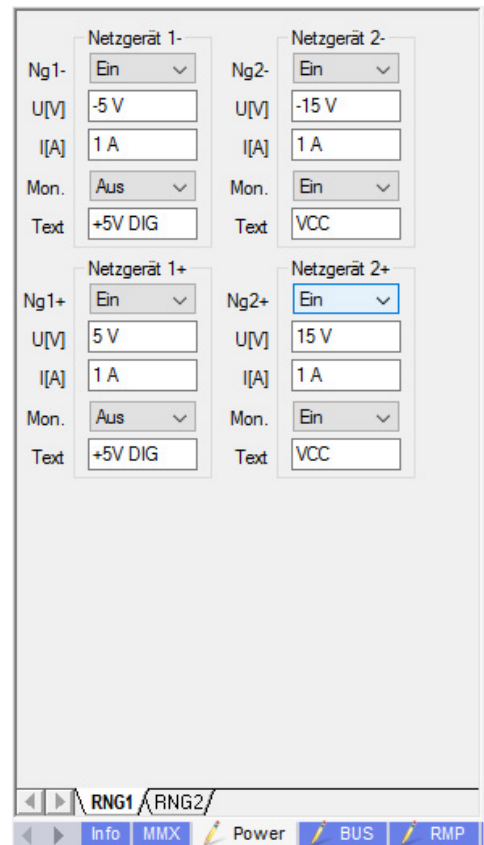 Netzgerät 1- Netzgerät 2-
Ng1- Ein Ng2- Ein
U[V] -5 V U[V] -15 V
I[A] 1 A I[A] 1 A
Mon. Aus Mon. Ein
Text +5V DIG Text VCC
Netzgerät 1+ Netzgerät 2+
Ng1+ Ein Ng2+ Ein
U[V] 5 V U[V] 15 V
I[A] 1 A I[A] 1 A
Mon. Aus Mon. Ein
Text +5V DIG Text VCC
RNG1 RNG2
Info MMX Power BUS RMP